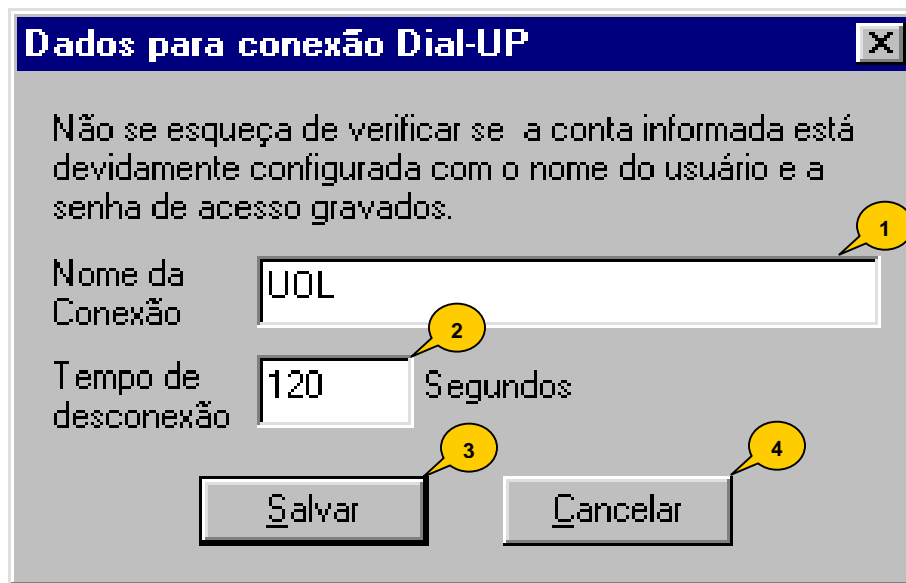 Dados para conexão Dial-UP
Não se esqueça de verificar se a conta informada está
devidamente configurada com o nome do usuário e a
senha de acesso gravados.
1
Nome da
Conexão
UOL
2
Tempo de
desconexão
120
Segundos
3
4
Salvar
Cancelar